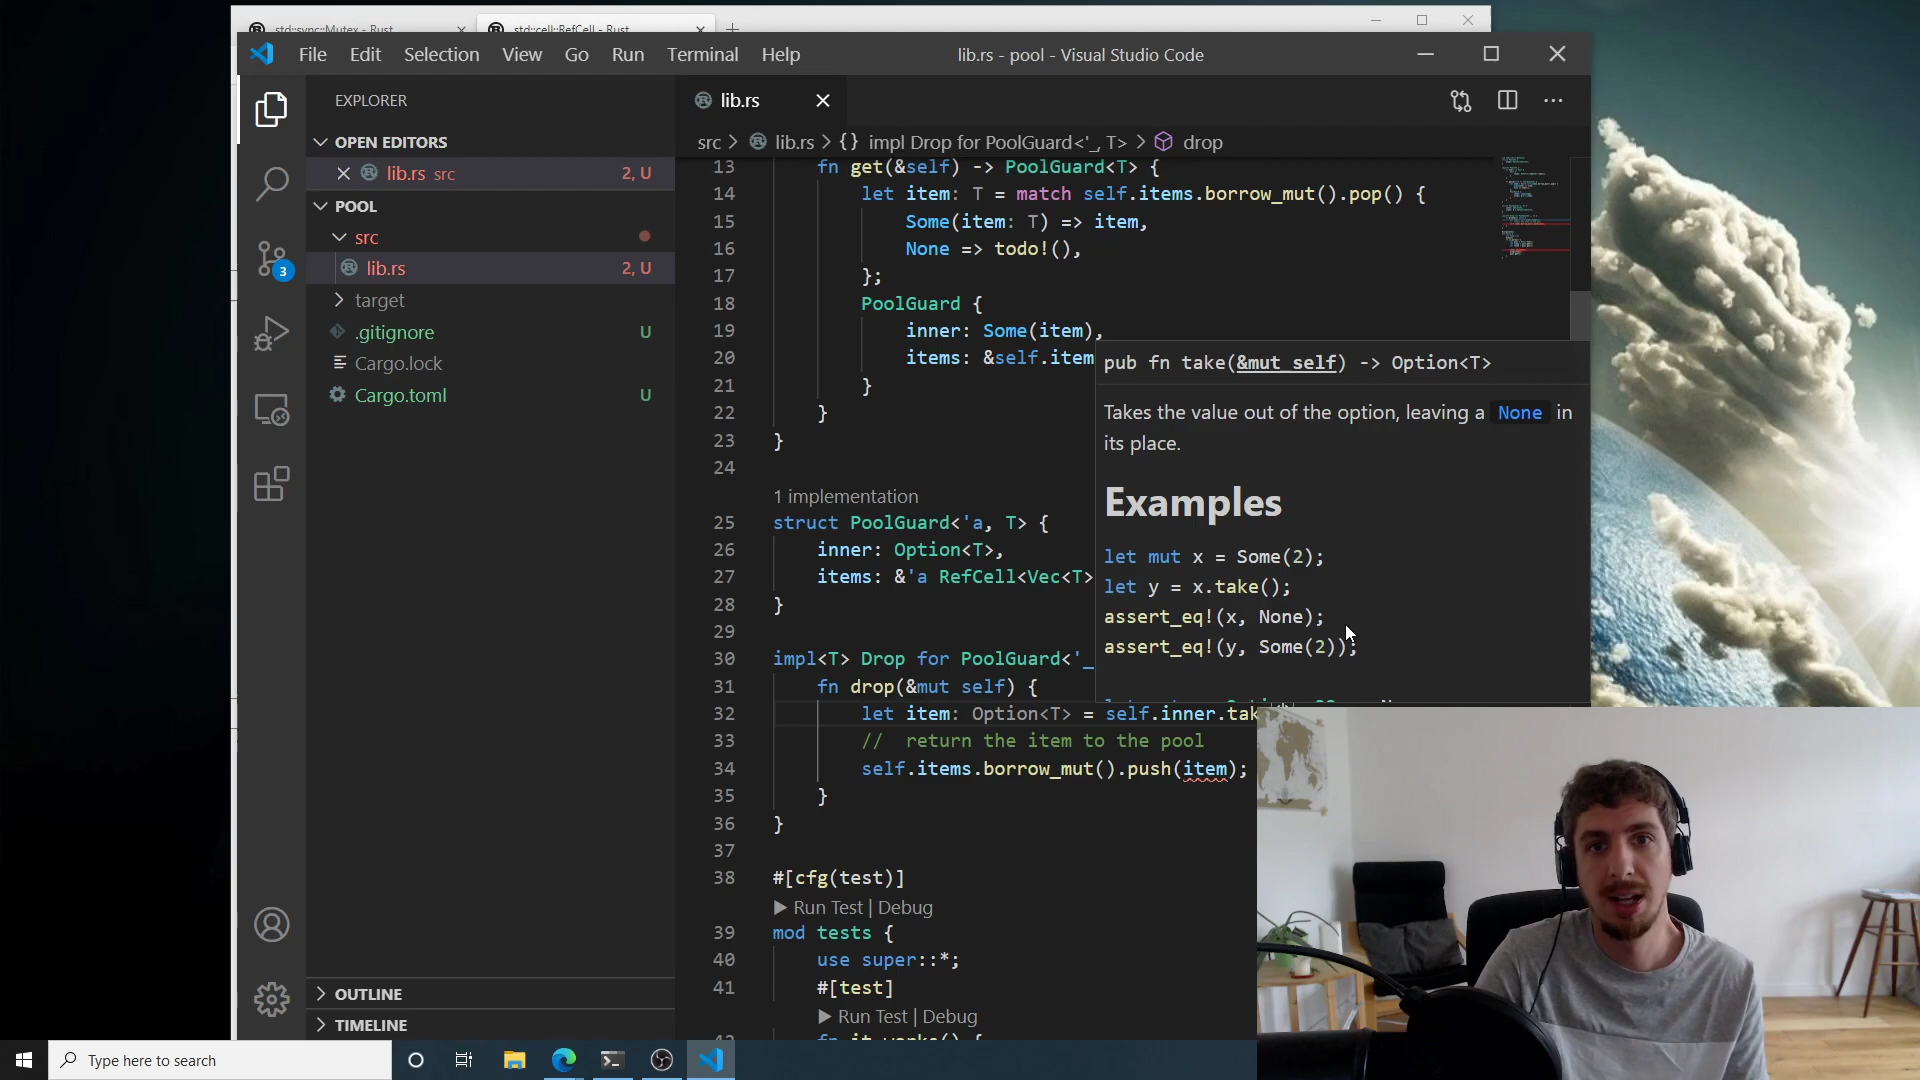 std::sync::Mutex - Rust
std::cell::RefCell - Rust
File Edit Selection View Go Run Terminal Help
lib.rs - pool - Visual Studio Code
EXPLORER
OPEN EDITORS
lib.rs src 2, U
POOL
src
lib.rs 2, U
target
.gitignore U
Cargo.lock
Cargo.toml U
3
OUTLINE
TIMELINE
lib.rs
src > lib.rs > {} impl Drop for PoolGuard<'_, T> > drop
13 fn get(&self) -> PoolGuard<T> {
14 let item: T = match self.items.borrow_mut().pop() {
15 Some(item: T) => item,
16 None => todo!(),
17 };
18 PoolGuard {
19 inner: Some(item),
20 items: &self.item
21 }
22 }
23 }
24
1 implementation
25 struct PoolGuard<'a, T> {
26 inner: Option<T>,
27 items: &'a RefCell<Vec<T>
28 }
29
30 impl<T> Drop for PoolGuard<'_
31 fn drop(&mut self) {
32 let item: Option<T> = self.inner.tak
33 //  return the item to the pool
34 self.items.borrow_mut().push(item);
35 }
36 }
37
38 #[cfg(test)]
▶ Run Test | Debug
39 mod tests {
40 use super::*;
41 #[test]
▶ Run Test | Debug
pub fn take(&mut self) -> Option<T>
Takes the value out of the option, leaving a None in
its place.
Examples
let mut x = Some(2);
let y = x.take();
assert_eq!(x, None);
assert_eq!(y, Some(2));
Type here to search